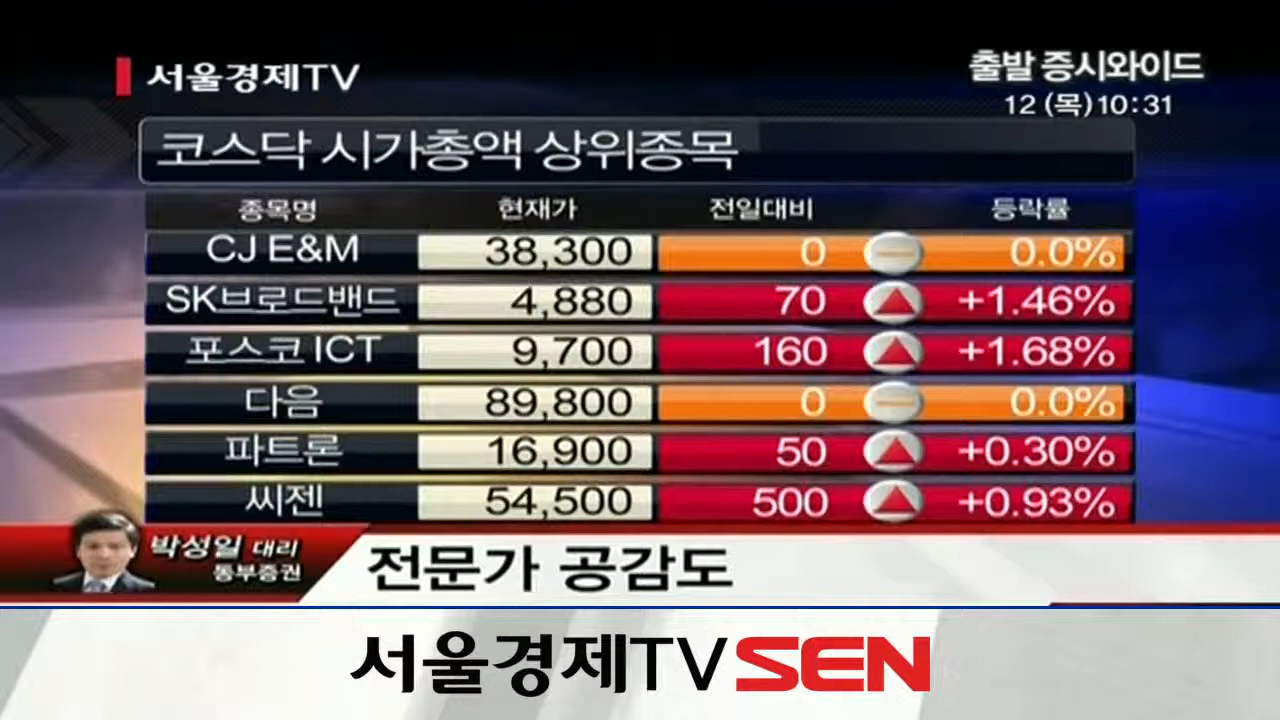 서울경제TV
출발 증시와이드
12 (목) 10:31
코스닥 시가총액 상위종목
종목명 현재가 전일대비 등락률
CJ E&M 38,300 0 0.0%
SK브로드밴드 4,880 70 ▲ +1.46%
포스코 ICT 9,700 160 ▲ +1.68%
다음 89,800 0 0.0%
파트론 16,900 50 ▲ +0.30%
씨젠 54,500 500 ▲ +0.93%
박성일 대리
동부증권
전문가 공감도
서울경제TV SEN